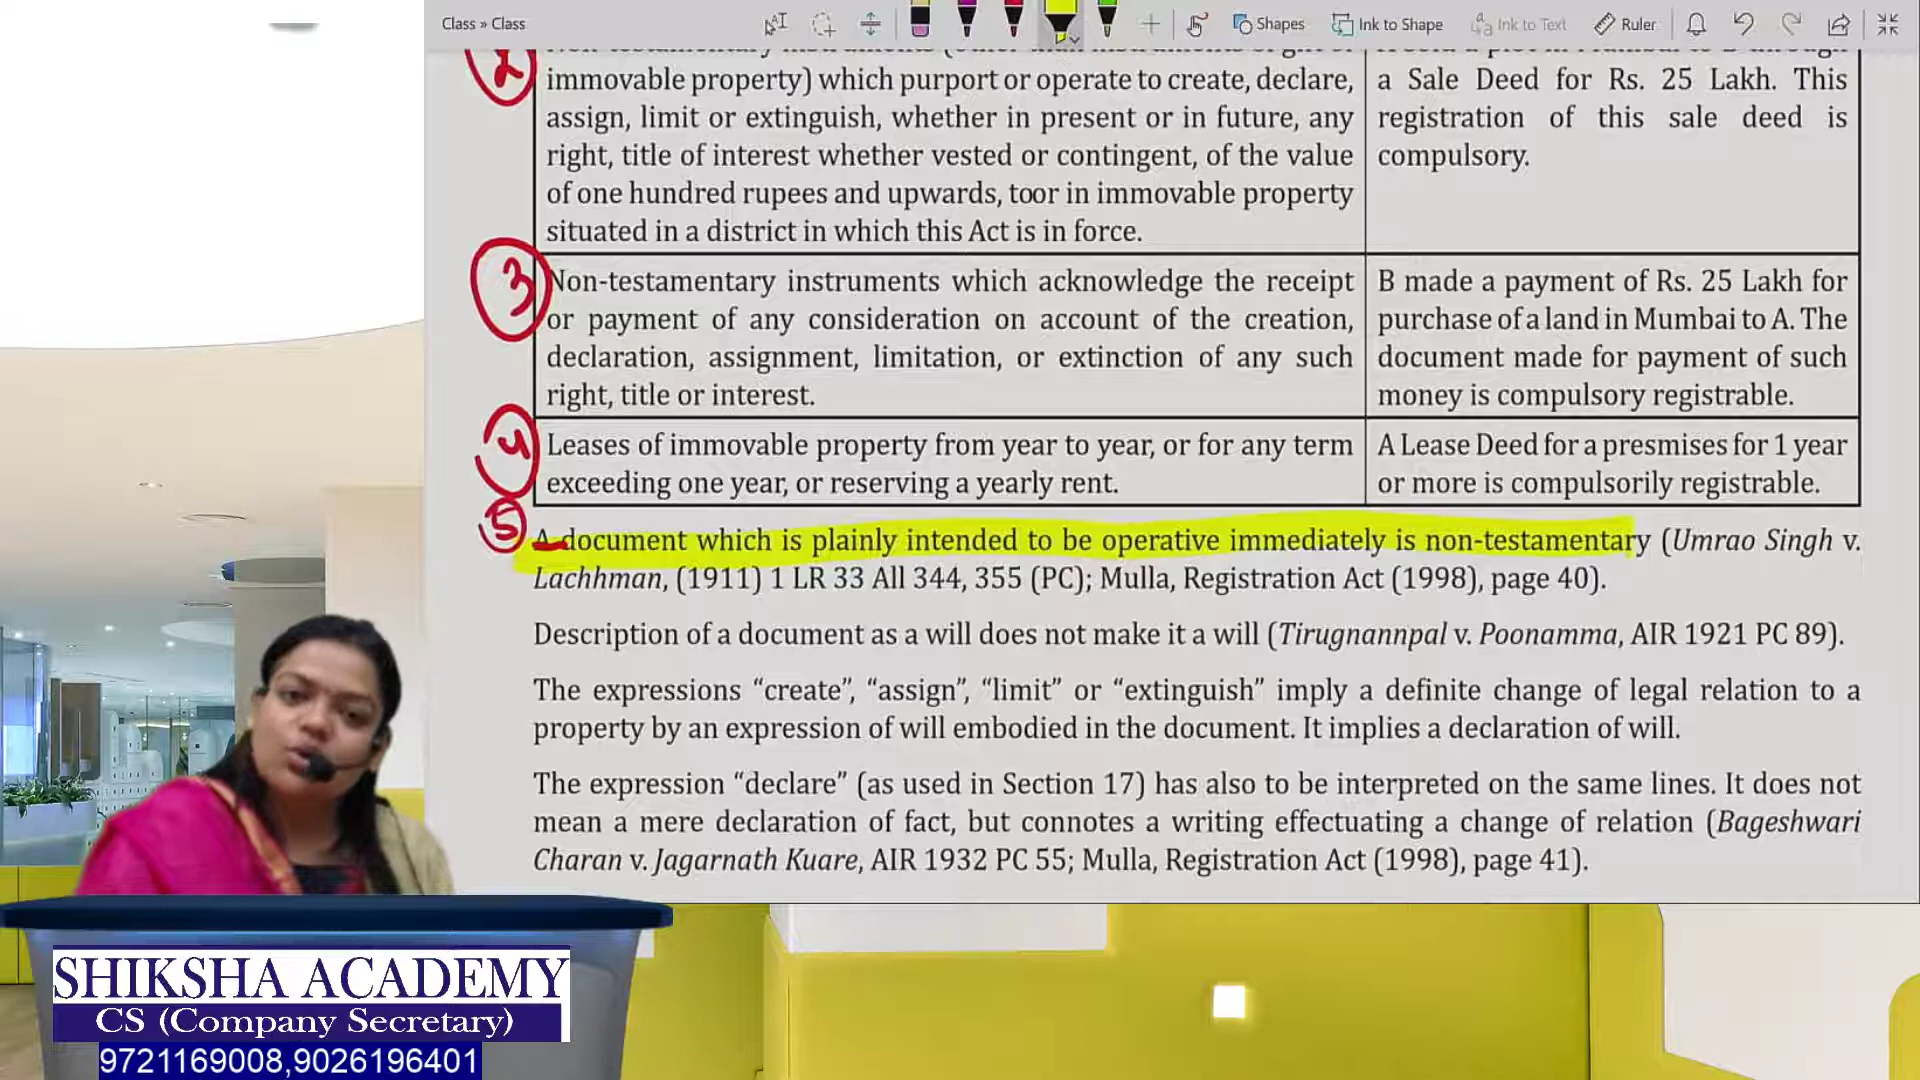 Class » Class
Shapes
Ink to Shape
Ink to Text
Ruler
2
immovable property) which purport or operate to create, declare,
assign, limit or extinguish, whether in present or in future, any
right, title of interest whether vested or contingent, of the value
of one hundred rupees and upwards, toor in immovable property
situated in a district in which this Act is in force.
a Sale Deed for Rs. 25 Lakh. This
registration of this sale deed is
compulsory.
3
Non-testamentary instruments which acknowledge the receipt
or payment of any consideration on account of the creation,
declaration, assignment, limitation, or extinction of any such
right, title or interest.
B made a payment of Rs. 25 Lakh for
purchase of a land in Mumbai to A. The
document made for payment of such
money is compulsory registrable.
4
Leases of immovable property from year to year, or for any term
exceeding one year, or reserving a yearly rent.
A Lease Deed for a presmises for 1 year
or more is compulsorily registrable.
5
A document which is plainly intended to be operative immediately is non-testamentary (Umrao Singh v.
Lachhman, (1911) 1 LR 33 All 344, 355 (PC); Mulla, Registration Act (1998), page 40).
Description of a document as a will does not make it a will (Tirugnannpal v. Poonamma, AIR 1921 PC 89).
The expressions “create”, “assign”, “limit” or “extinguish” imply a definite change of legal relation to a
property by an expression of will embodied in the document. It implies a declaration of will.
The expression “declare” (as used in Section 17) has also to be interpreted on the same lines. It does not
mean a mere declaration of fact, but connotes a writing effectuating a change of relation (Bageshwari
Charan v. Jagarnath Kuare, AIR 1932 PC 55; Mulla, Registration Act (1998), page 41).
SHIKSHA ACADEMY
CS (Company Secretary)
9721169008,9026196401